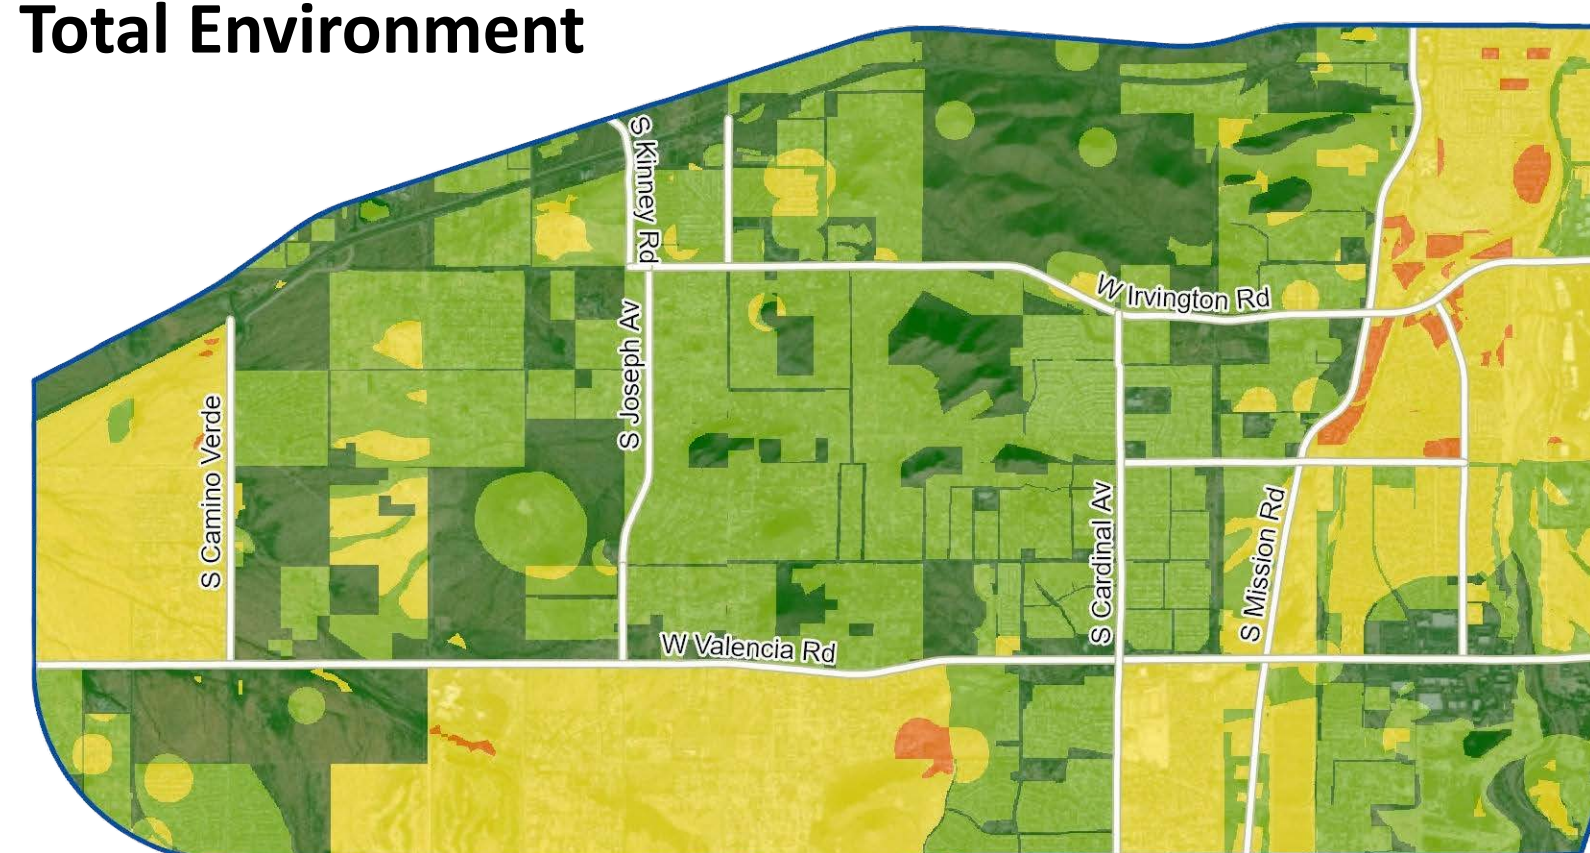 Total Environment
S Kinney Rd
W Irvington Rd
S Joseph Av
S Camino Verde
S Cardinal Av
S Mission Rd
W Valencia Rd